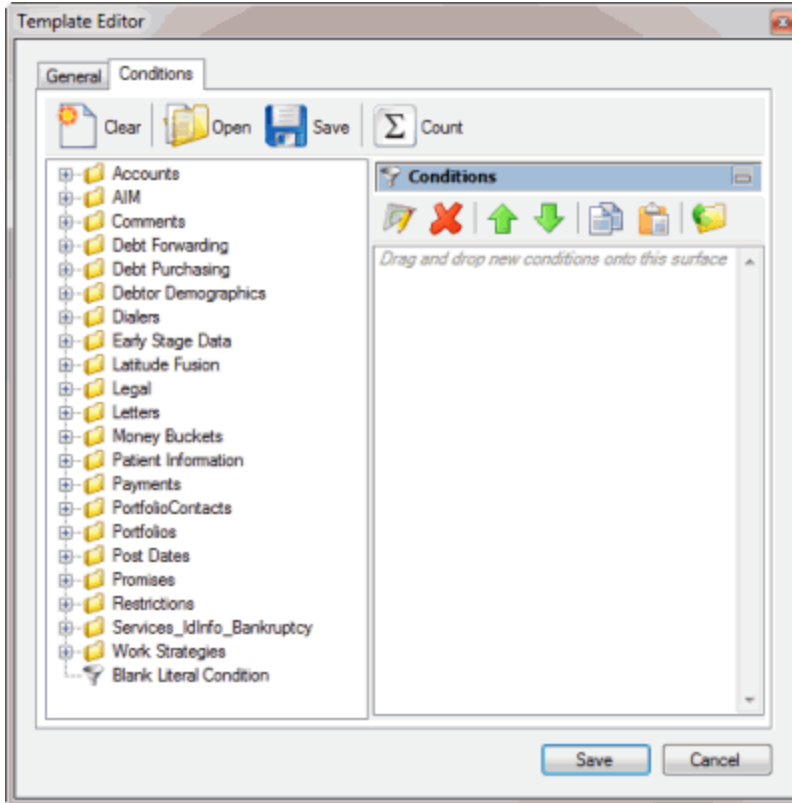 Template Editor
General Conditions
Clear Open Save Σ Count
Accounts
AIM
Comments
Debt Forwarding
Debt Purchasing
Debtor Demographics
Dialers
Early Stage Data
Latitude Fusion
Legal
Letters
Money Buckets
Patient Information
Payments
PortfolioContacts
Portfolios
Post Dates
Promises
Restrictions
Services_IdInfo_Bankruptcy
Work Strategies
Blank Literal Condition
Conditions
Drag and drop new conditions onto this surface
Save Cancel